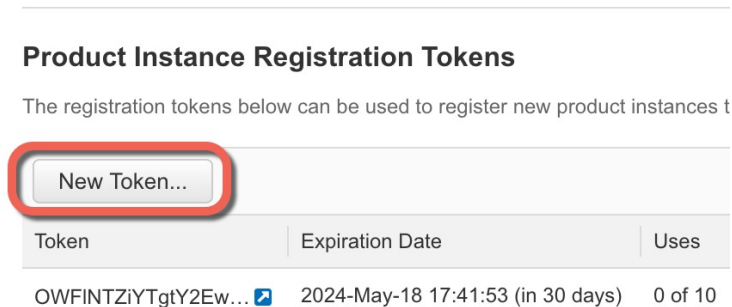 Product Instance Registration Tokens
The registration tokens below can be used to register new product instances t
New Token...
Token Expiration Date Uses
OWFlNTZiYTgtY2Ew... 2024-May-18 17:41:53 (in 30 days) 0 of 10